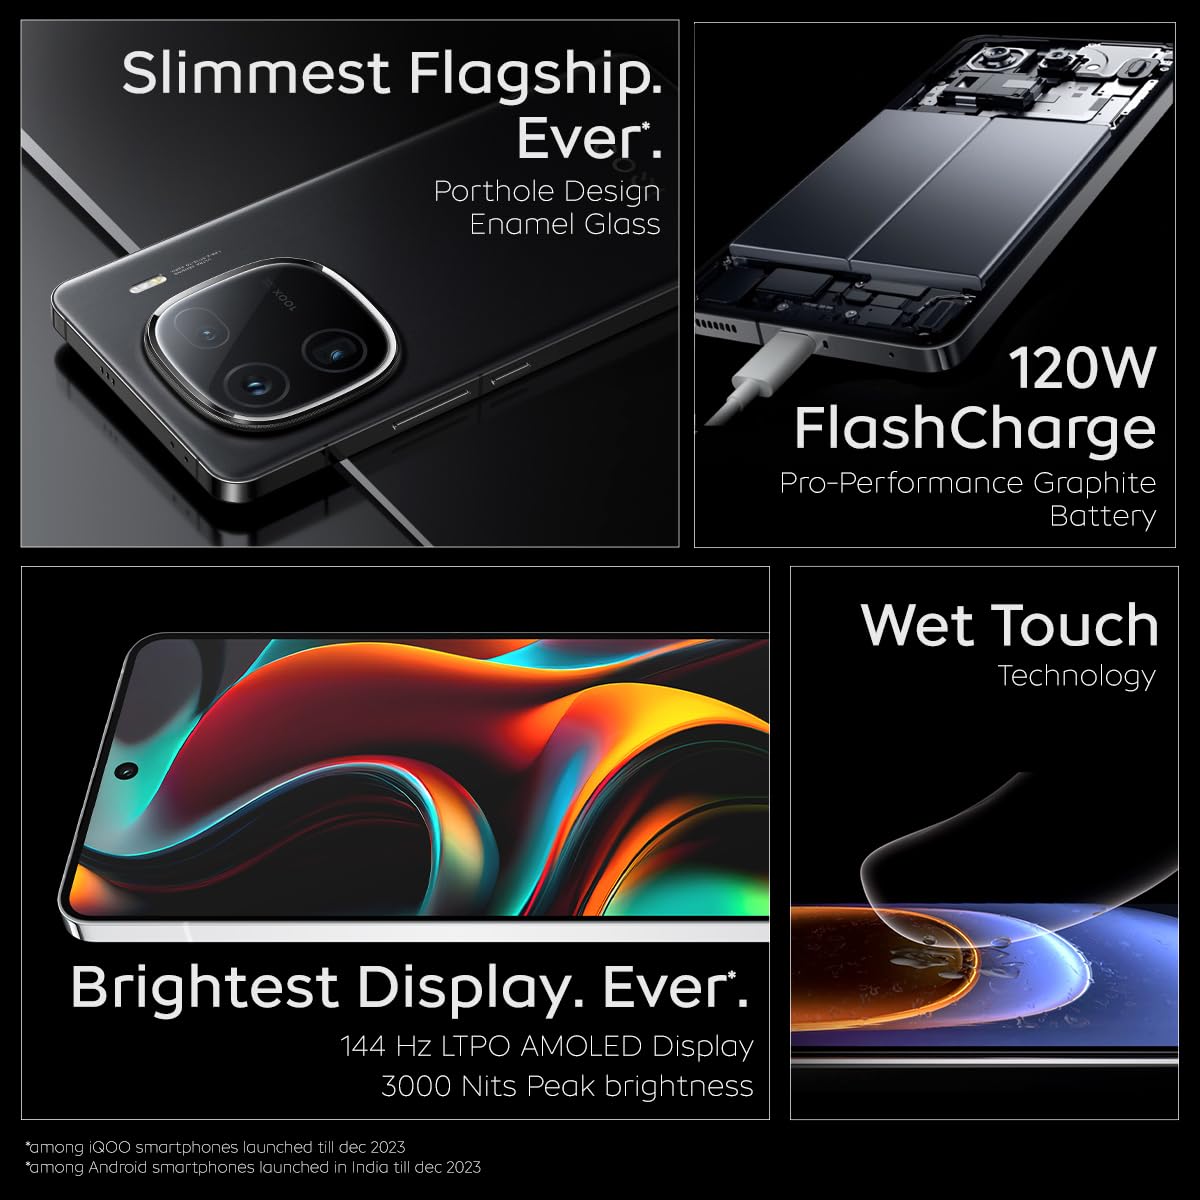 Slimmest Flagship.
Ever*.
Porthole Design
Enamel Glass
100X
120W
FlashCharge
Pro-Performance Graphite
Battery
Brightest Display. Ever*.
144 Hz LTPO AMOLED Display
3000 Nits Peak brightness
Wet Touch
Technology
*among iQOO smartphones launched till dec 2023
*among Android smartphones launched in India till dec 2023